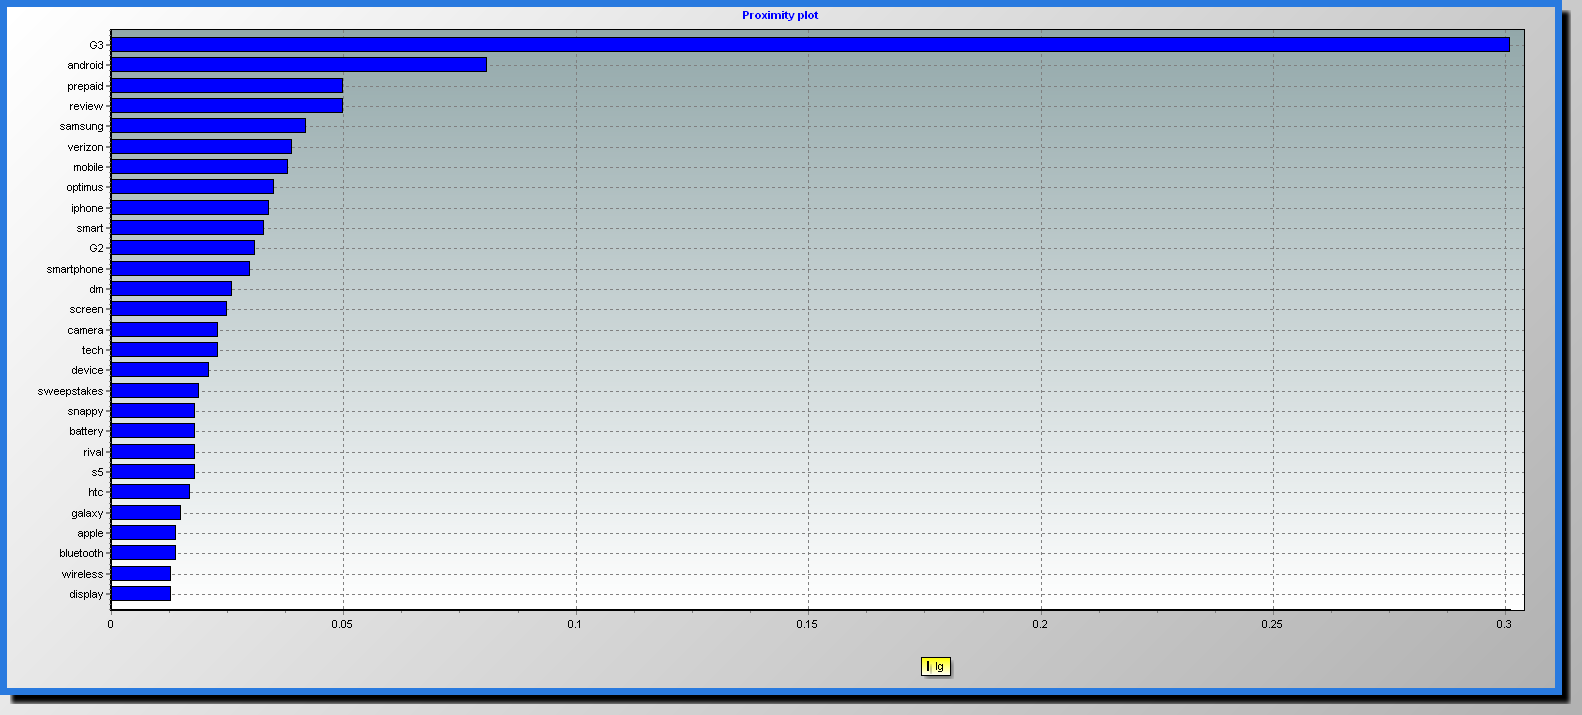 Proximity plot
G3
android
prepaid
review
samsung
verizon
mobile
optimus
iphone
smart
G2
smartphone
dm
screen
camera
tech
device
sweepstakes
snappy
battery
rival
s5
htc
galaxy
apple
bluetooth
wireless
display
0 0.05 0.1 0.15 0.2 0.25 0.3
lg